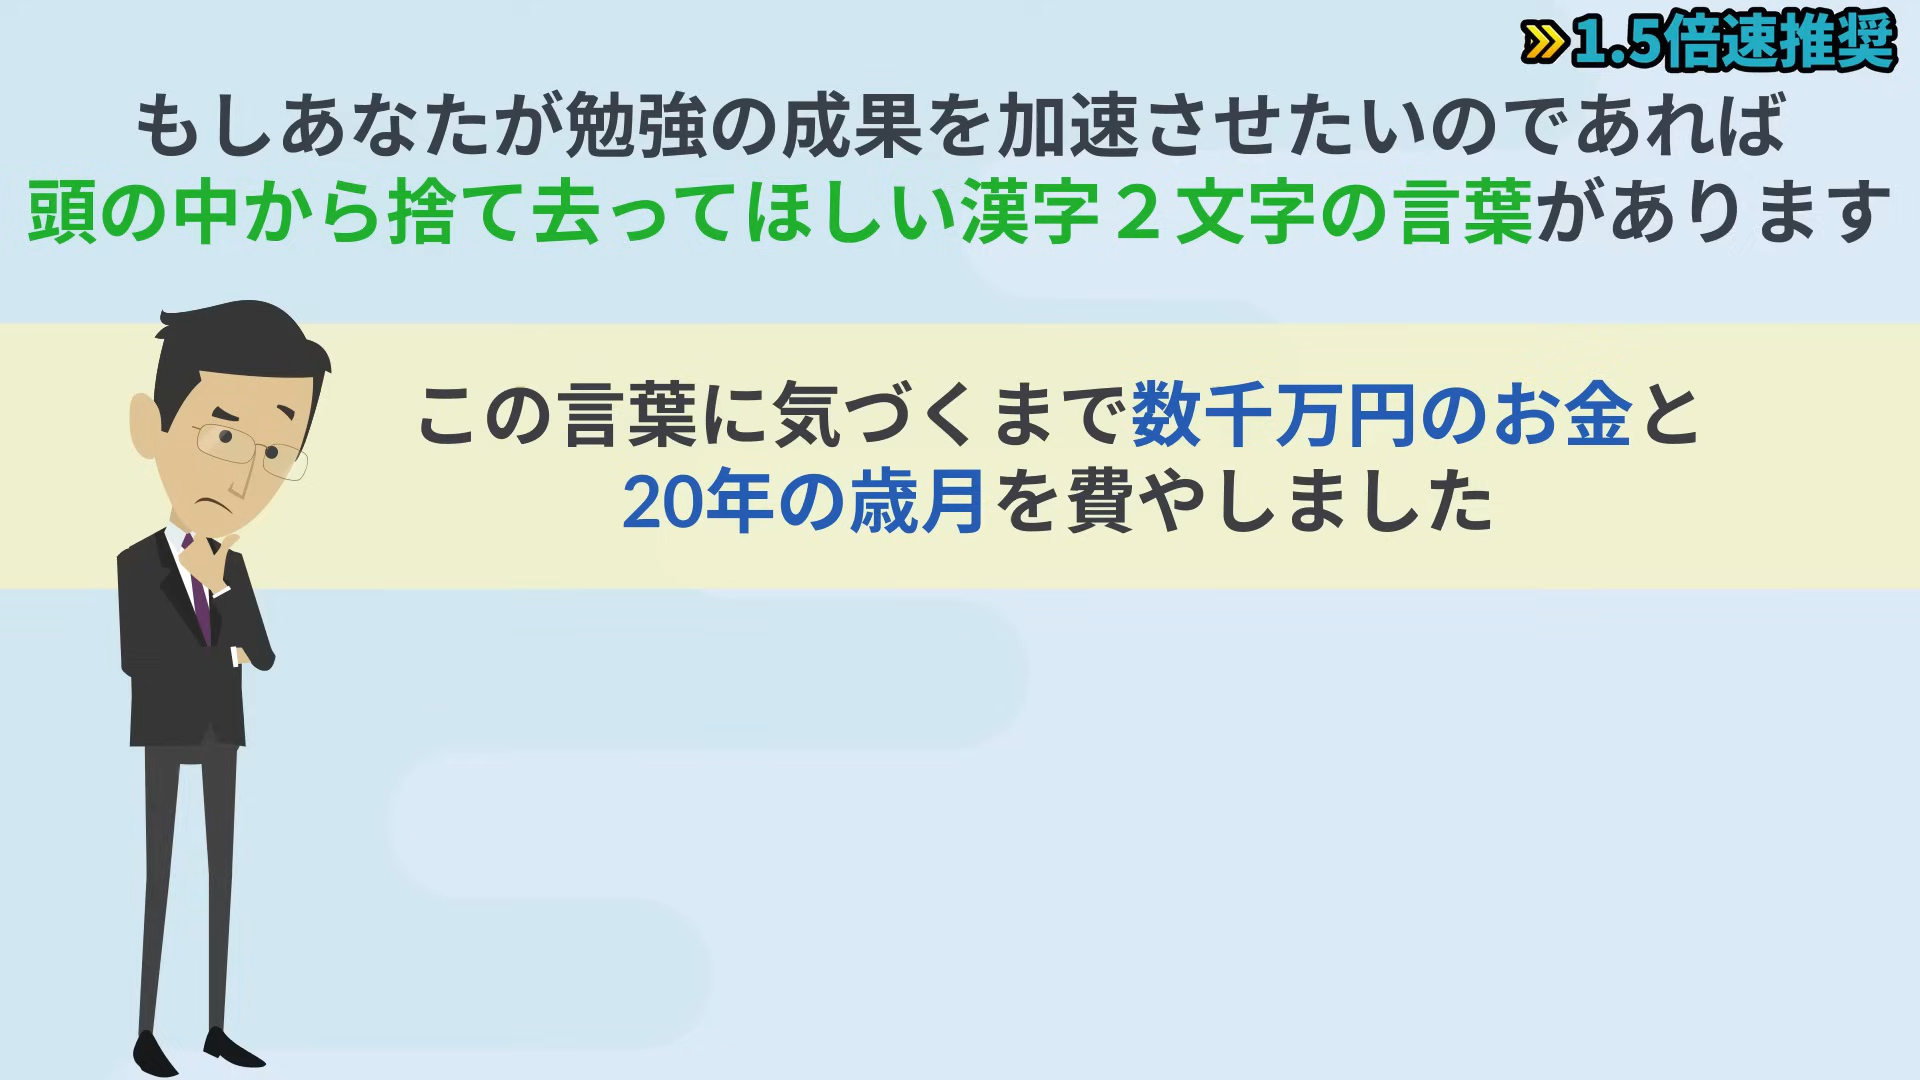 1.5倍速推奨
もしあなたが勉強の成果を加速させたいのであれば
頭の中から捨て去ってほしい漢字２文字の言葉があります
この言葉に気づくまで数千万円のお金と
20年の歳月を費やしました